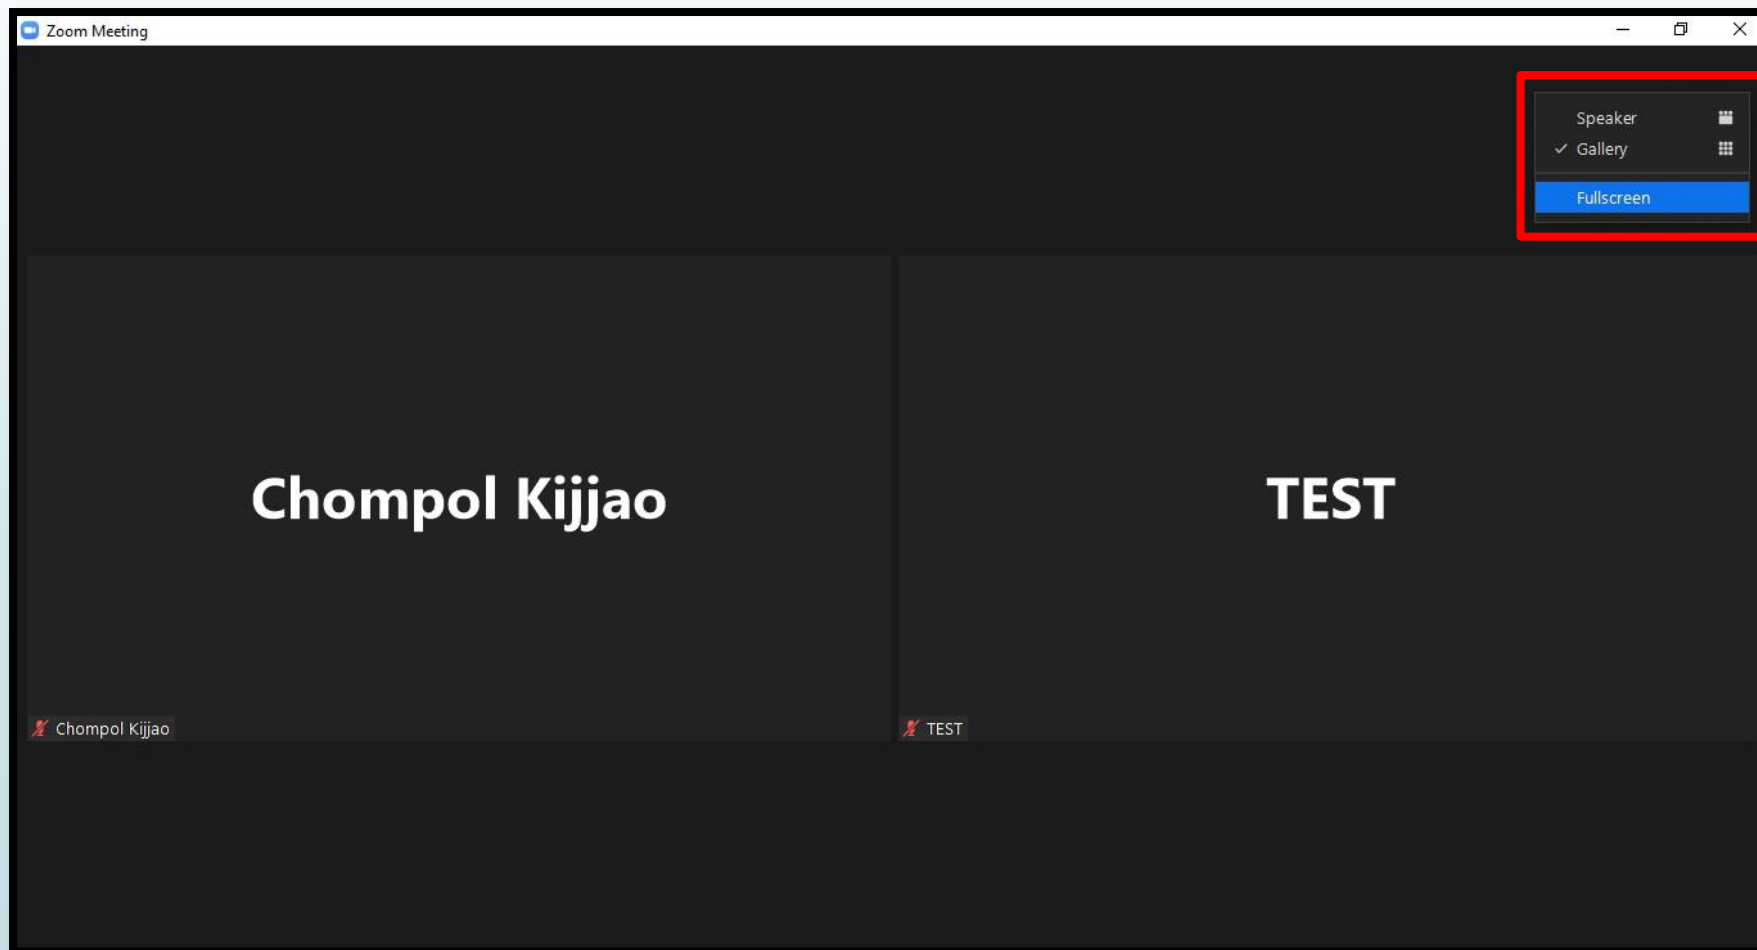 Zoom Meeting
Speaker
Gallery
Fullscreen
Chompol Kijjao
TEST
Chompol Kijjao
TEST